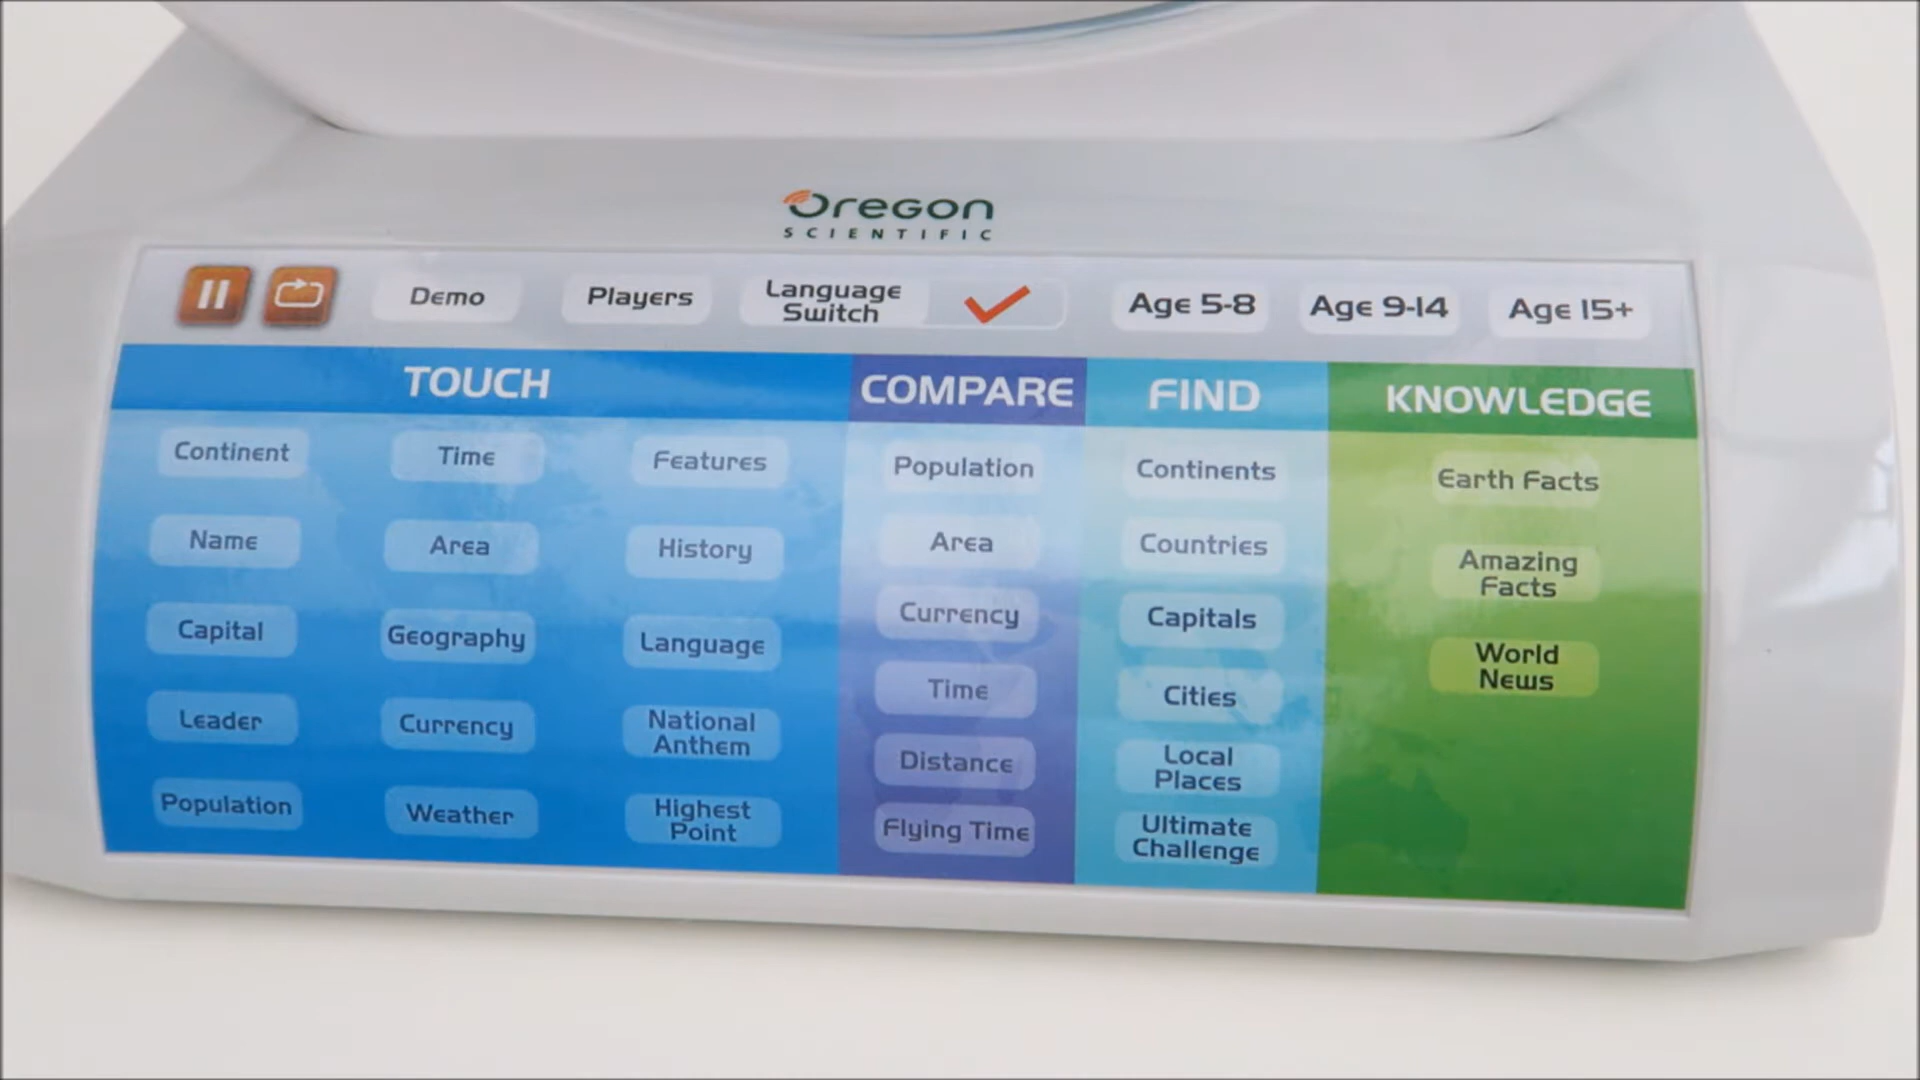 OREGON
SCIENTIFIC
Demo
Players
Language
Switch
Age 5-8
Age 9-14
Age 15+
TOUCH
Continent
Time
Features
Name
Area
History
Capital
Geography
Language
Leader
Currency
National
Anthem
Population
Weather
Highest
Point
COMPARE
Population
Area
Currency
Time
Distance
Flying Time
FIND
Continents
Countries
Capitals
Cities
Local
Places
Ultimate
Challenge
KNOWLEDGE
Earth Facts
Amazing
Facts
World
News